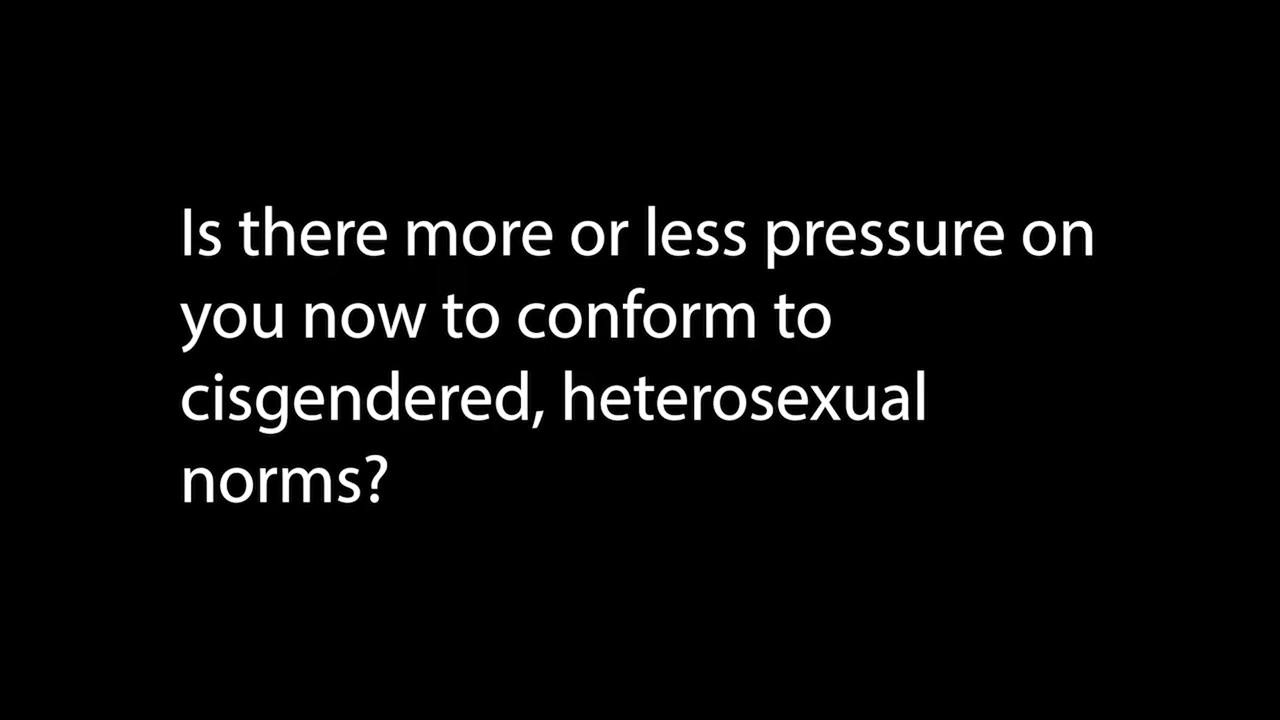 Is there more or less pressure on
you now to conform to
cisgendered, heterosexual
norms?